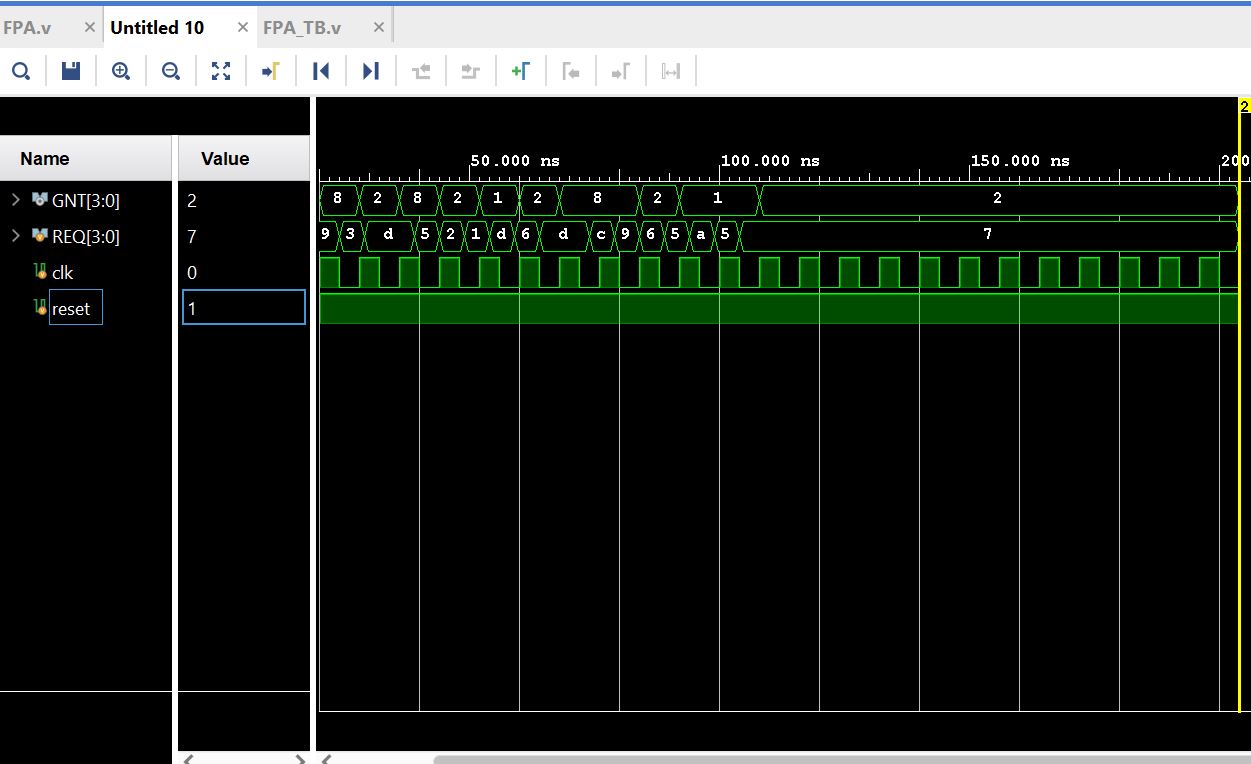 FPA.v × Untitled 10 × FPA_TB.v ×
2
Name Value 50.000 ns 100.000 ns 150.000 ns 200
GNT[3:0] 2 8 2 8 2 1 2 8 2 1 2
REQ[3:0] 7 9 3 d 5 2 1 d 6 d c 9 6 5 a 5 7
clk 0
reset 1